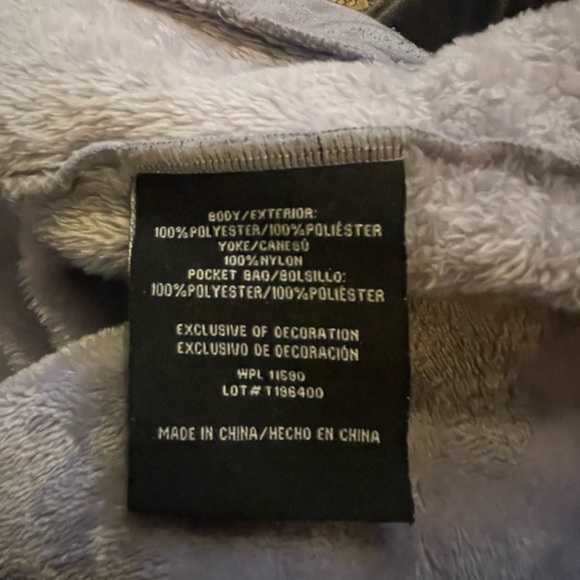 BODY/EXTERIOR:
100%POLYESTER/100%POLIÉSTER
YOKE/CANESÚ
100%NYLON
POCKET BAG/BOLSILLO:
100%POLYESTER/100%POLIÉSTER
EXCLUSIVE OF DECORATION
EXCLUSIVO DE DECORACIÓN
WPL 11590
LOT # T196400
MADE IN CHINA/HECHO EN CHINA